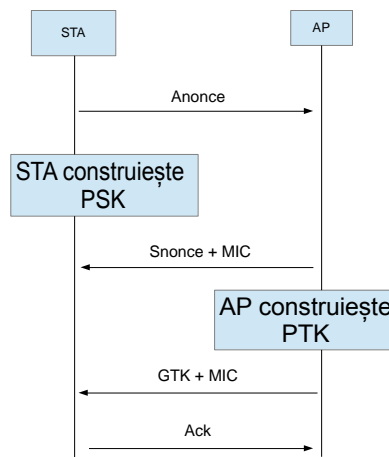 STA
AP
Anonce
STA construiește
PSK
Snonce + MIC
AP construiește
PTK
GTK + MIC
Ack